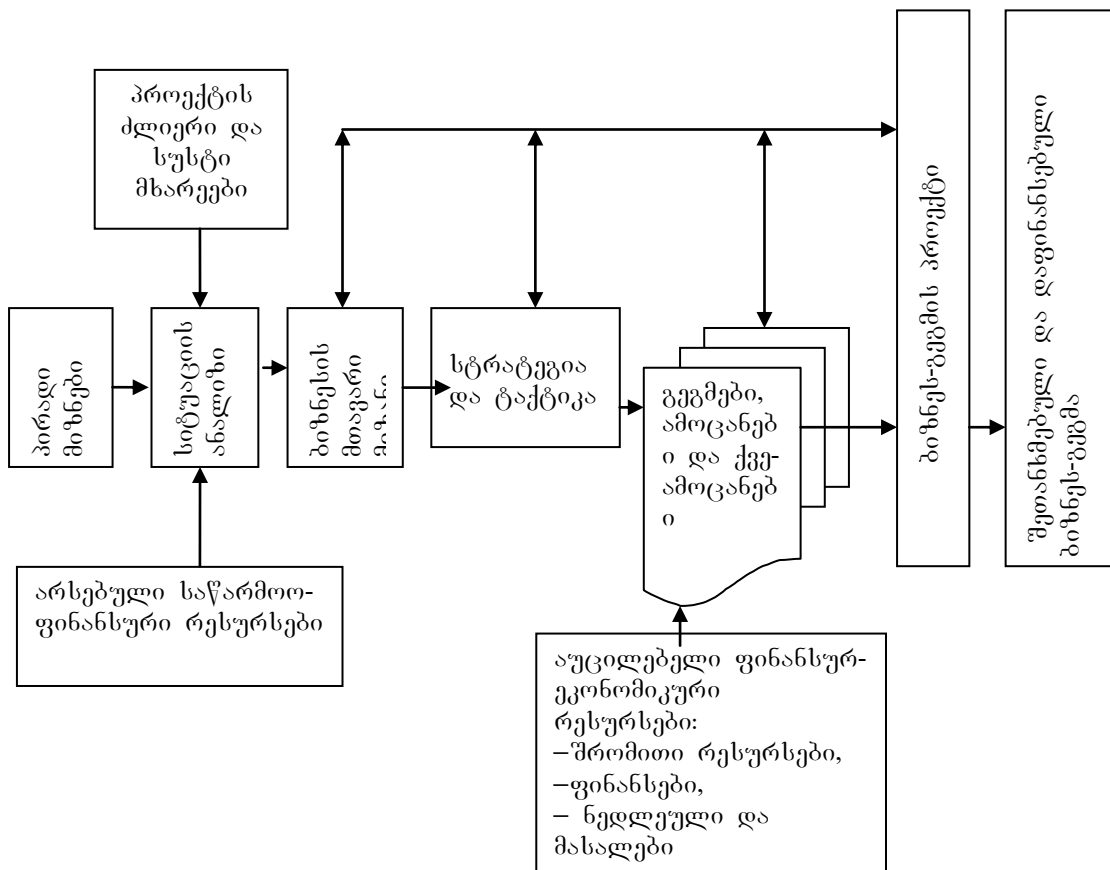 პროექტის
ძლიერი და
სუსტი
მხარეები
პირადი
მიზნები
სიტუაციის
ანალიზი
ბიზნესის
მთავარი
მიზანი
სტრატეგია
და ტაქტიკა
გეგმები,
ამოცანებ
ი და ქვე-
ამოცანებ
ი
ბიზნეს-გეგმის პროექტი
შეთანხმებული და დაფინანსებული
ბიზნეს-გეგმა
არსებული საწარმოო-
ფინანსური რესურსები
აუცილებელი ფინანსურ-
ეკონომიკური
რესურსები:
–შრომითი რესურსები,
–ფინანსები,
– ნედლეული და
მასალები